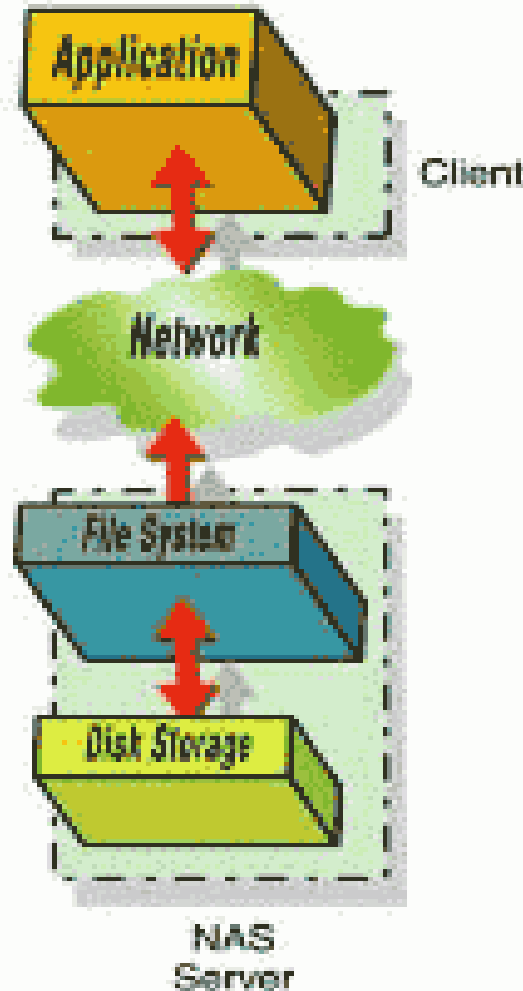 Application
Client
Network
File System
Disk Storage
NAS
Server